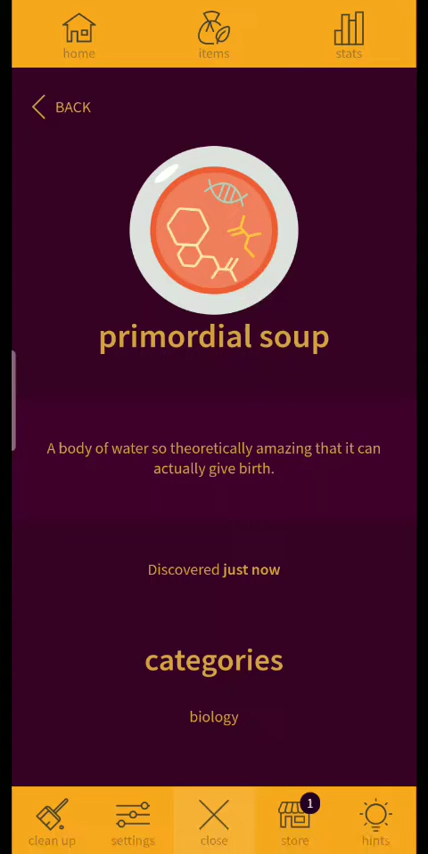 home
items
stats
BACK
primordial soup
A body of water so theoretically amazing that it can
actually give birth.
Discovered just now
categories
biology
1
clean up
settings
close
store
hints